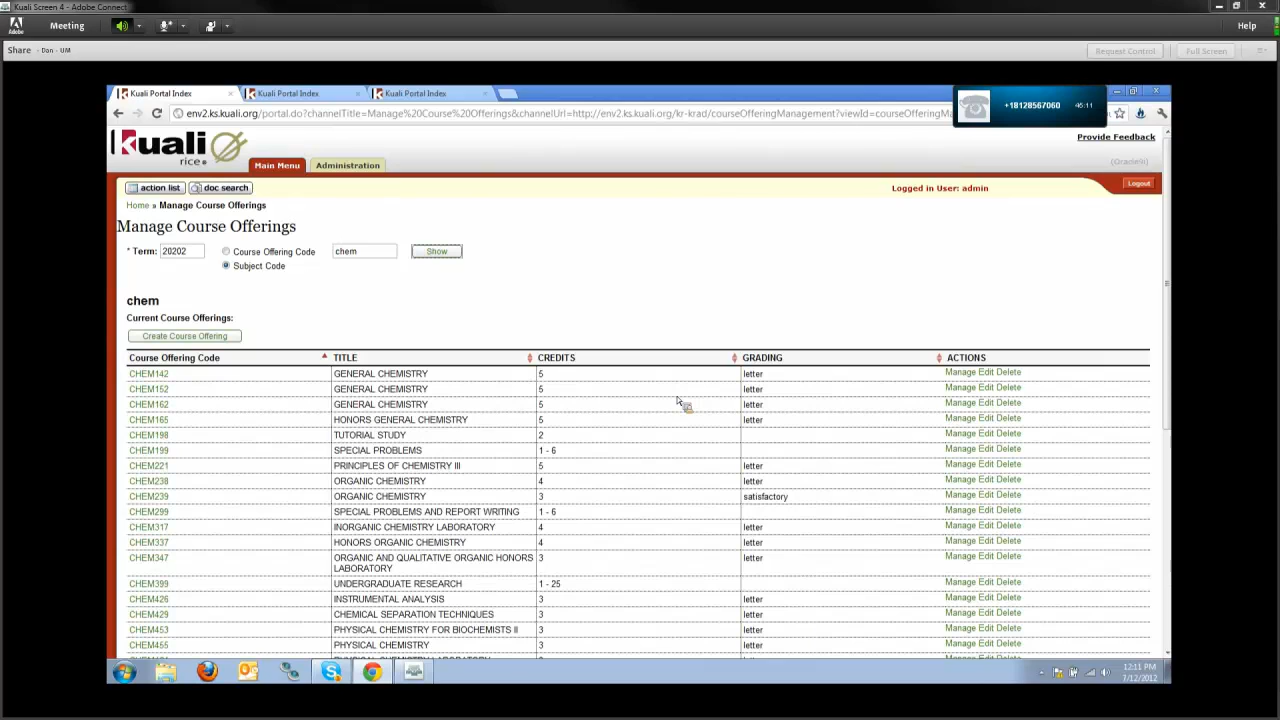 Kuali Screen 4 - Adobe Connect
Adobe
Meeting
Help
Share
Don - UM
Request Control
Full Screen
Kuali Portal Index
Kuali Portal Index
Kuali Portal Index
env2.ks.kuali.org/portal.do?channelTitle=Manage%20Course%20Offerings&channelUrl=http://env2.ks.kuali.org/kr-krad/courseOfferingManagement?viewId=courseOfferingMa
+18128567060
46:11
Provide Feedback
kuali
rice
Main Menu
Administration
action list
doc search
Logged in User: admin
Logout
Home » Manage Course Offerings
Manage Course Offerings
* Term: 20202
Course Offering Code
chem
Show
Subject Code
chem
Current Course Offerings:
Create Course Offering
Course Offering Code TITLE CREDITS GRADING ACTIONS
CHEM142 GENERAL CHEMISTRY 5 letter Manage Edit Delete
CHEM152 GENERAL CHEMISTRY 5 letter Manage Edit Delete
CHEM162 GENERAL CHEMISTRY 5 letter Manage Edit Delete
CHEM165 HONORS GENERAL CHEMISTRY 5 letter Manage Edit Delete
CHEM198 TUTORIAL STUDY 2 Manage Edit Delete
CHEM199 SPECIAL PROBLEMS 1 - 6 Manage Edit Delete
CHEM221 PRINCIPLES OF CHEMISTRY III 5 letter Manage Edit Delete
CHEM238 ORGANIC CHEMISTRY 4 letter Manage Edit Delete
CHEM239 ORGANIC CHEMISTRY 3 satisfactory Manage Edit Delete
CHEM299 SPECIAL PROBLEMS AND REPORT WRITING 1 - 6 Manage Edit Delete
CHEM317 INORGANIC CHEMISTRY LABORATORY 4 letter Manage Edit Delete
CHEM337 HONORS ORGANIC CHEMISTRY 4 letter Manage Edit Delete
CHEM347 ORGANIC AND QUALITATIVE ORGANIC HONORS 3 letter Manage Edit Delete
LABORATORY
CHEM399 UNDERGRADUATE RESEARCH 1 - 25 Manage Edit Delete
CHEM426 INSTRUMENTAL ANALYSIS 3 letter Manage Edit Delete
CHEM429 CHEMICAL SEPARATION TECHNIQUES 3 letter Manage Edit Delete
CHEM453 PHYSICAL CHEMISTRY FOR BIOCHEMISTS II 3 letter Manage Edit Delete
CHEM455 PHYSICAL CHEMISTRY 3 letter Manage Edit Delete
12:11 PM
7/12/2012